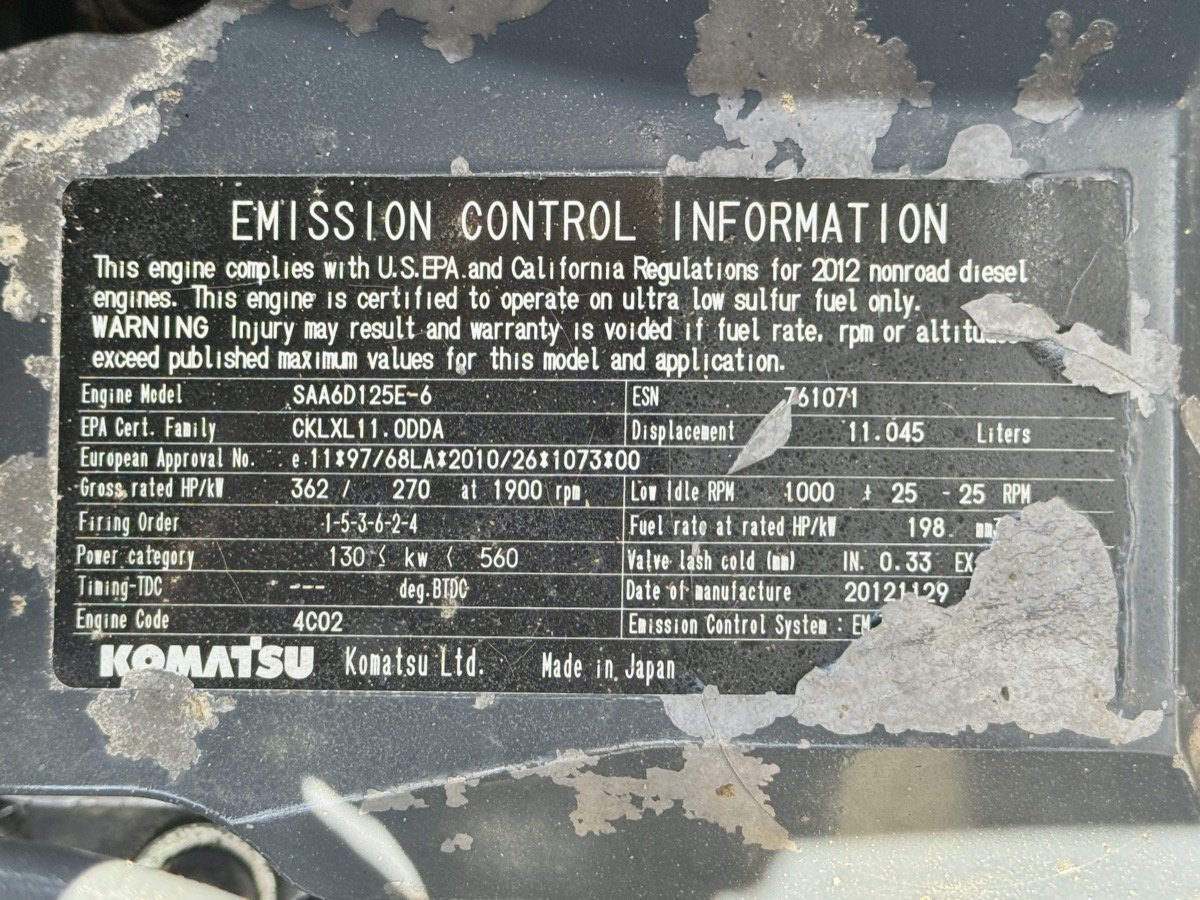 EMISSION CONTROL INFORMATION
This engine complies with U.S.EPA and California Regulations for 2012 nonroad diesel
engines. This engine is certified to operate on ultra low sulfur fuel only.
WARNING Injury may result and warranty is voided if fuel rate, rpm or
exceed published maximum values for this model and application.
Engine Model SAA6D125E-6 ESN 761071
EPA Cert. Family CKLXL11.0DDA Displacement 11.045 Liters
European Approval No. e 11*97/68LA*2010/26*1073*00
Gross rated HP/kW 362 / 270 at 1900 rpm Low Idle RPM 1000 + 25 - 25 RPM
Firing Order 1-5-3-6-2-4 Fuel rate at rated HP/kW 198
Power category 130 ≤ kw < 560 Valve lash cold (mm) IN. 0.33 EX
Timing-TDC --- deg.BTDC Date of manufacture 20121129
Engine Code 4C02 Emission Control System :
KOMATSU Komatsu Ltd. Made in Japan